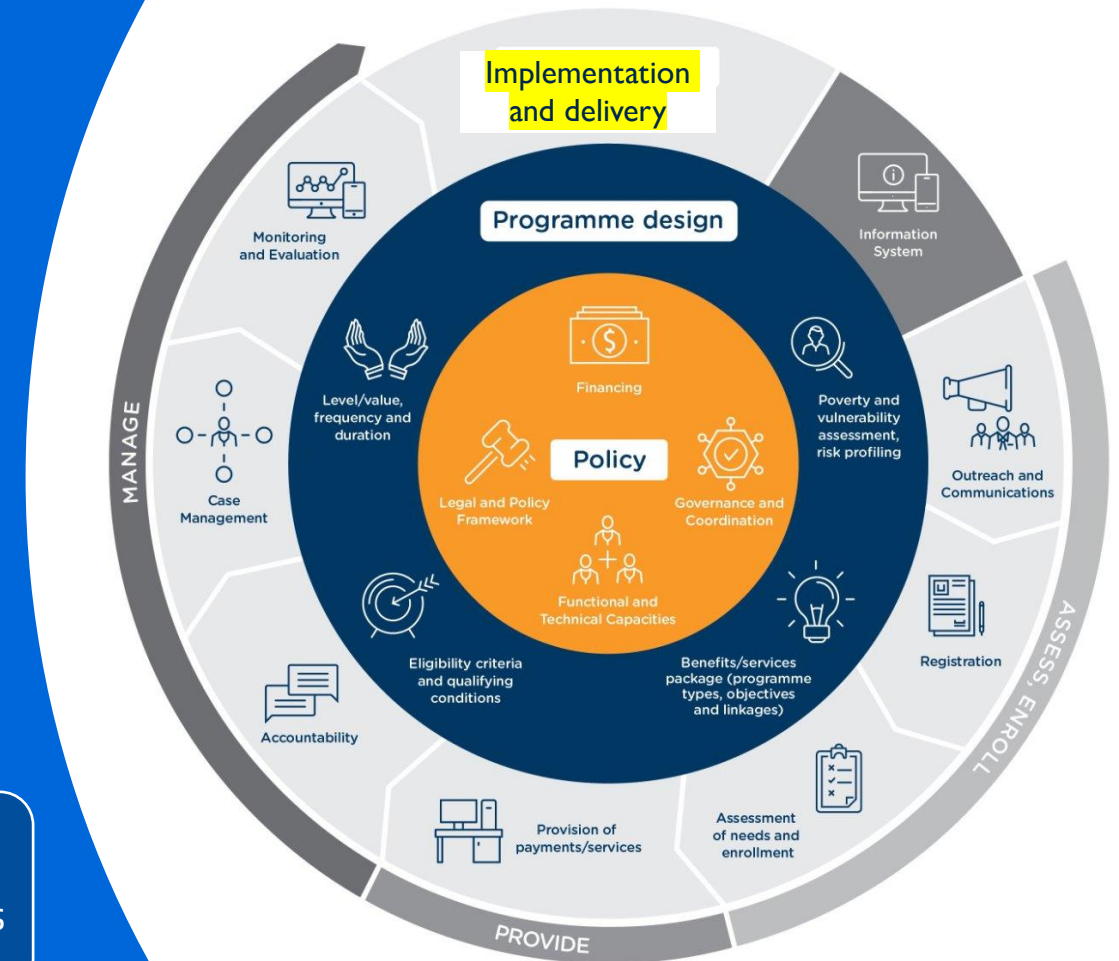 Implementation
and delivery
Information
System
Outreach and
Communications
Registration
Assessment
of needs and
enrollment
Provision of
payments/services
Accountability
Case
Management
Monitoring
and Evaluation
Programme design
Poverty and
vulnerability
assessment,
risk profiling
Benefits/services
package (programme
types, objectives
and linkages)
Eligibility criteria
and qualifying
conditions
Level/value,
frequency and
duration
Policy
Financing
$
Governance and
Coordination
Functional and
Technical Capacities
Legal and Policy
Framework
ASSESS, ENROLL
PROVIDE
MANAGE